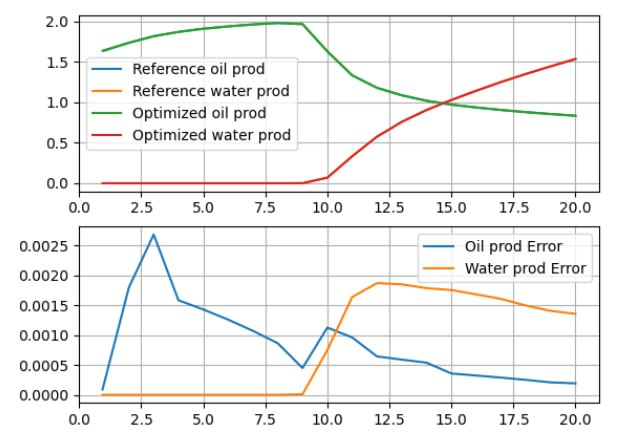 2.0
1.5
1.0
0.5
0.0
Reference oil prod
Reference water prod
Optimized oil prod
Optimized water prod
0.0 2.5 5.0 7.5 10.0 12.5 15.0 17.5 20.0
0.0025
0.0020
0.0015
0.0010
0.0005
0.0000
Oil prod Error
Water prod Error
0.0 2.5 5.0 7.5 10.0 12.5 15.0 17.5 20.0